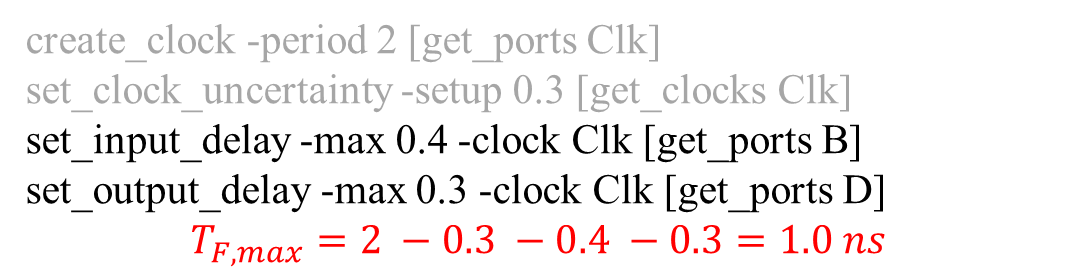 create_clock -period 2 [get_ports Clk]
set_clock_uncertainty -setup 0.3 [get_clocks Clk]
set_input_delay -max 0.4 -clock Clk [get_ports B]
set_output_delay -max 0.3 -clock Clk [get_ports D]
T_{F,max} = 2 − 0.3 − 0.4 − 0.3 = 1.0 ns